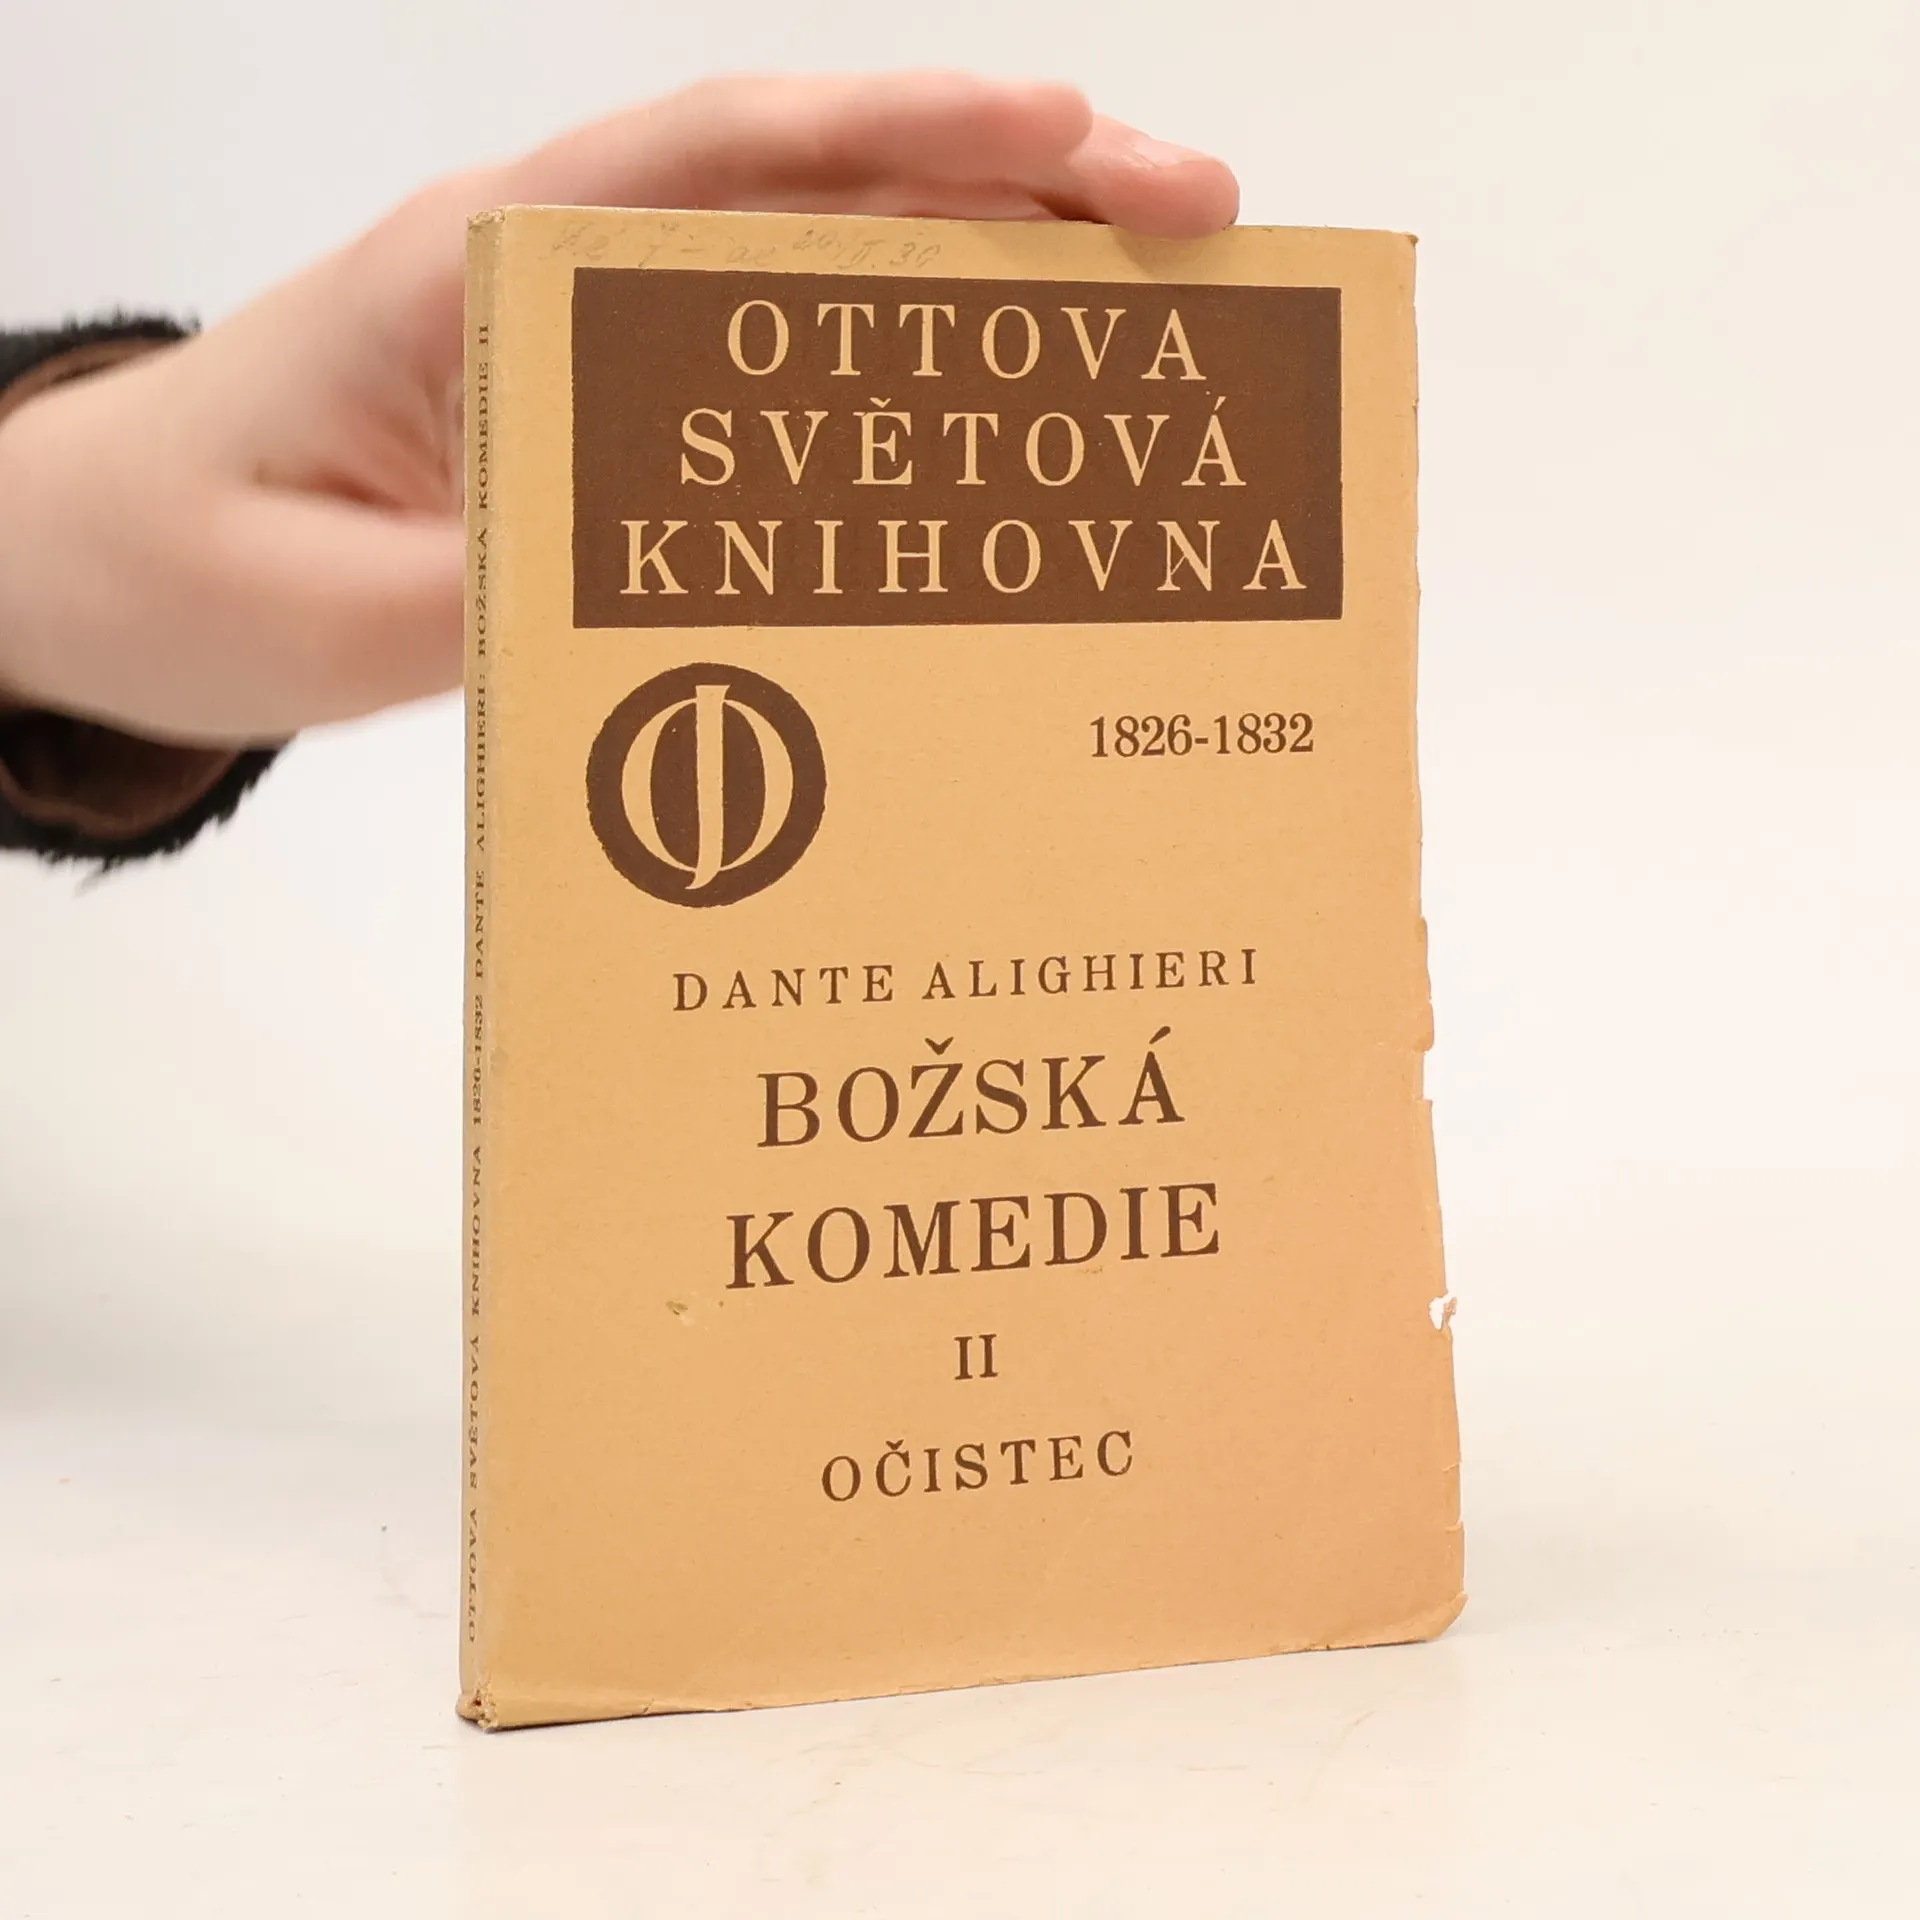 OTTOVA
SVĚTOVÁ
KNIHOVNA
JO
1826-1832
DANTE ALIGHIERI
BOŽSKÁ
KOMEDIE
II
OČISTEC
OTTOVA SVĚTOVÁ KNIHOVNA 1826-1832 DANTE ALIGHIERI: BOŽSKÁ KOMEDIE II